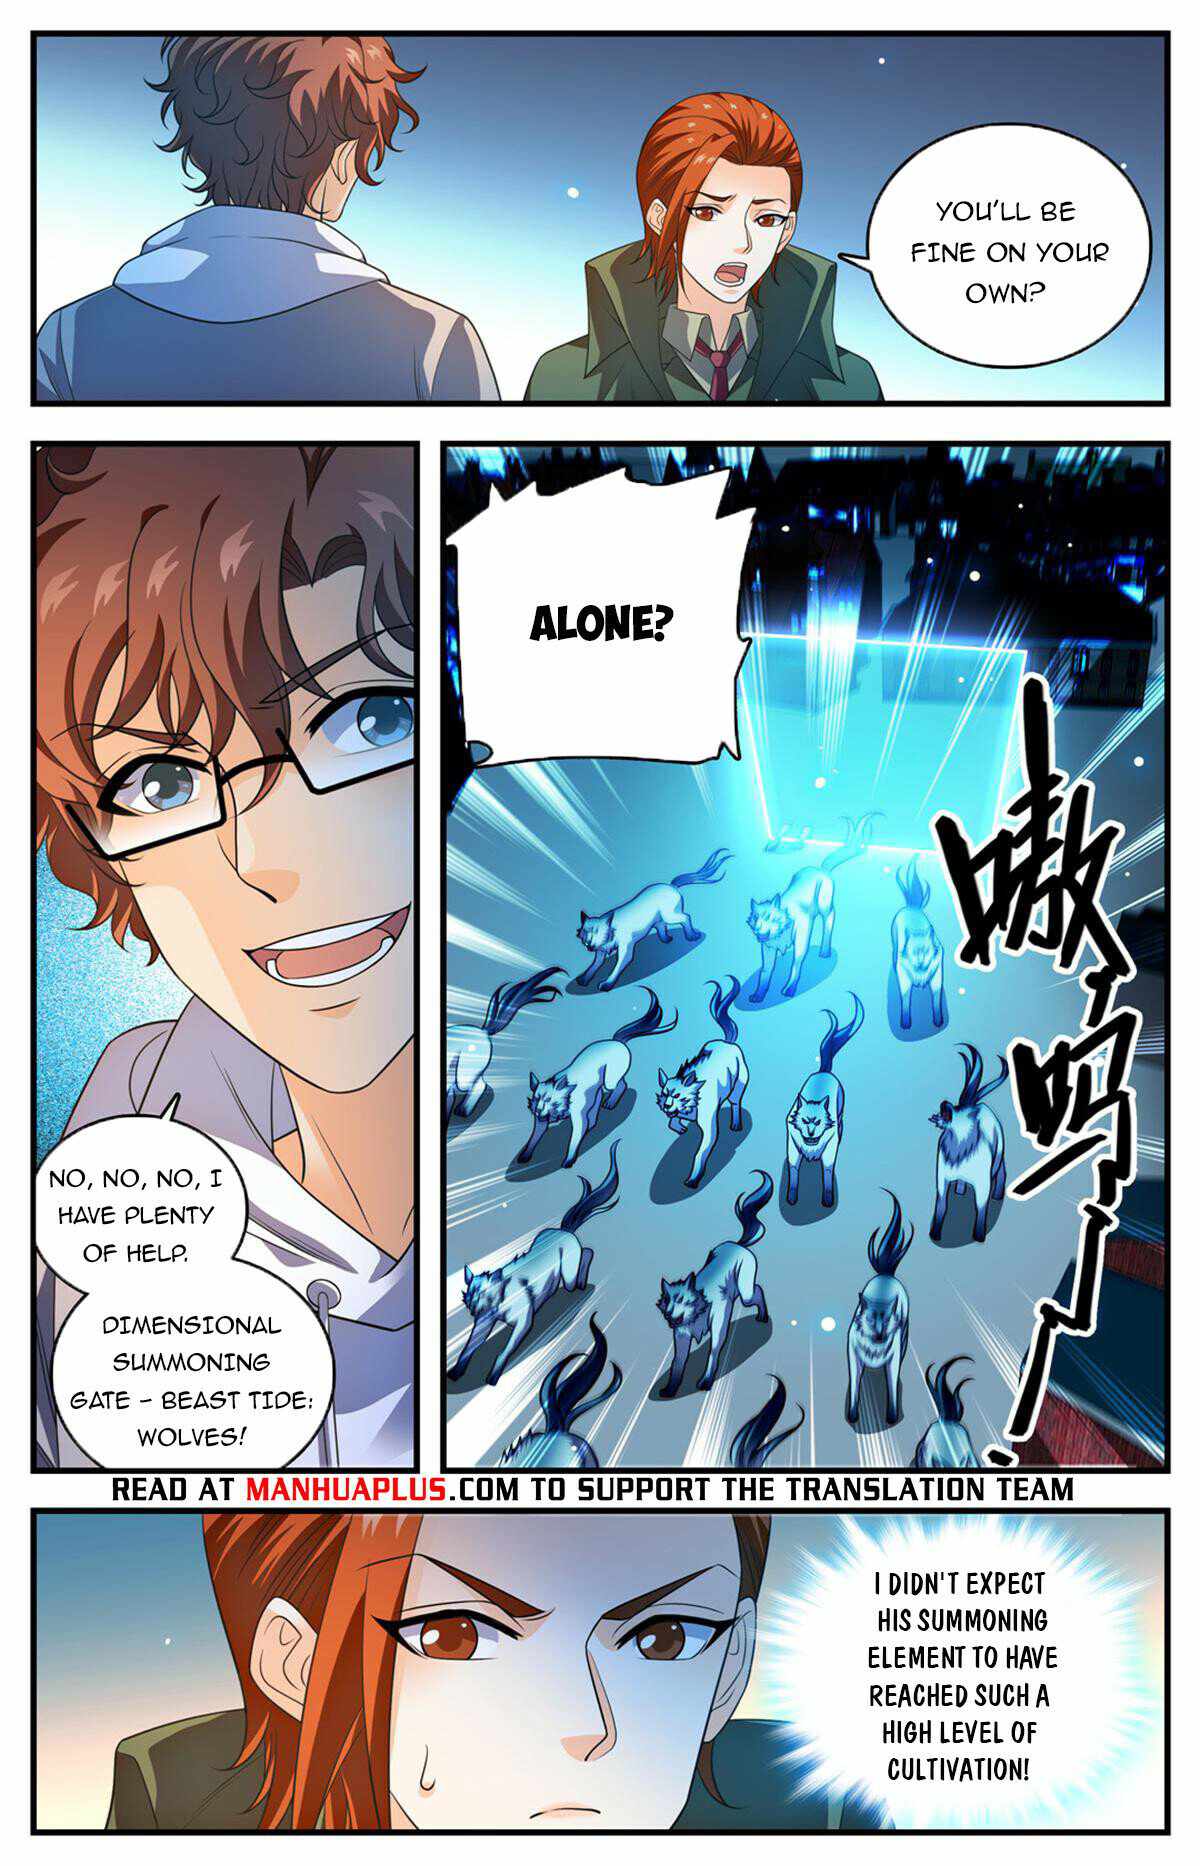 YOU'LL BE
FINE ON YOUR
OWN?
NO, NO, NO, I
HAVE PLENTY
OF HELP.
DIMENSIONAL
SUMMONING
GATE – BEAST TIDE:
WOLVES!
ALONE?
嗷
呜
READ AT MANHUAPLUS.COM TO SUPPORT THE TRANSLATION TEAM
I DIDN'T EXPECT
HIS SUMMONING
ELEMENT TO HAVE
REACHED SUCH A
HIGH LEVEL OF
CULTIVATION!